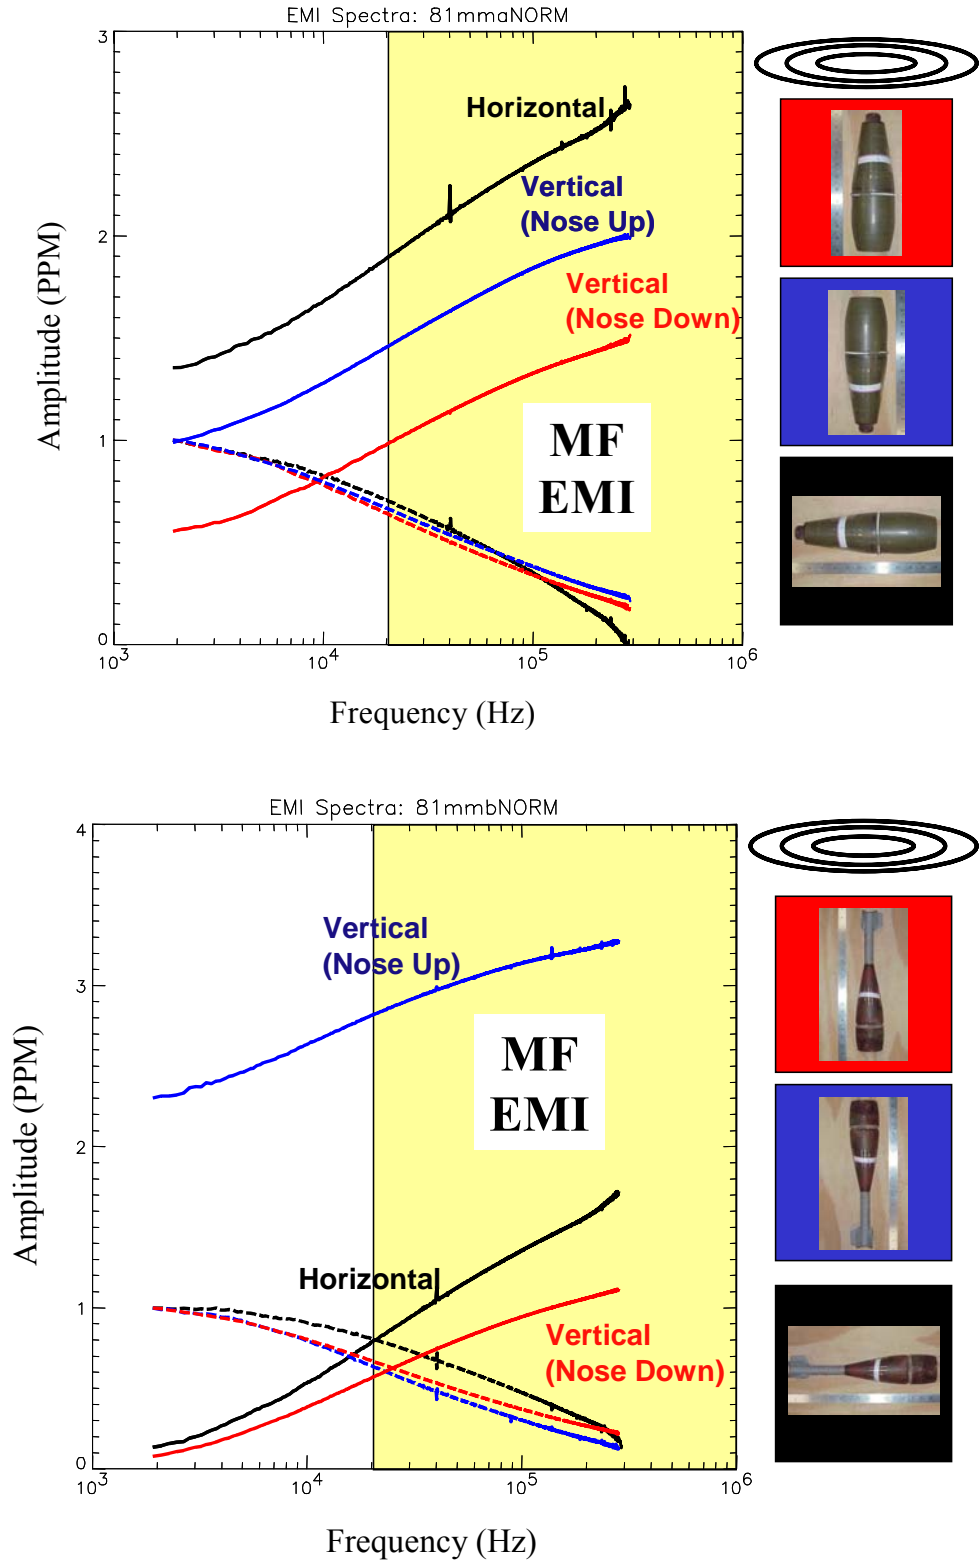 EMI Spectra: 81mmaNORM
3
2
1
0
Amplitude (PPM)
Horizontal
Vertical
(Nose Up)
Vertical
(Nose Down)
MF
EMI
10^3 10^4 10^5 10^6
Frequency (Hz)
EMI Spectra: 81mmbNORM
4
3
2
1
0
Amplitude (PPM)
Vertical
(Nose Up)
MF
EMI
Horizontal
Vertical
(Nose Down)
10^3 10^4 10^5 10^6
Frequency (Hz)